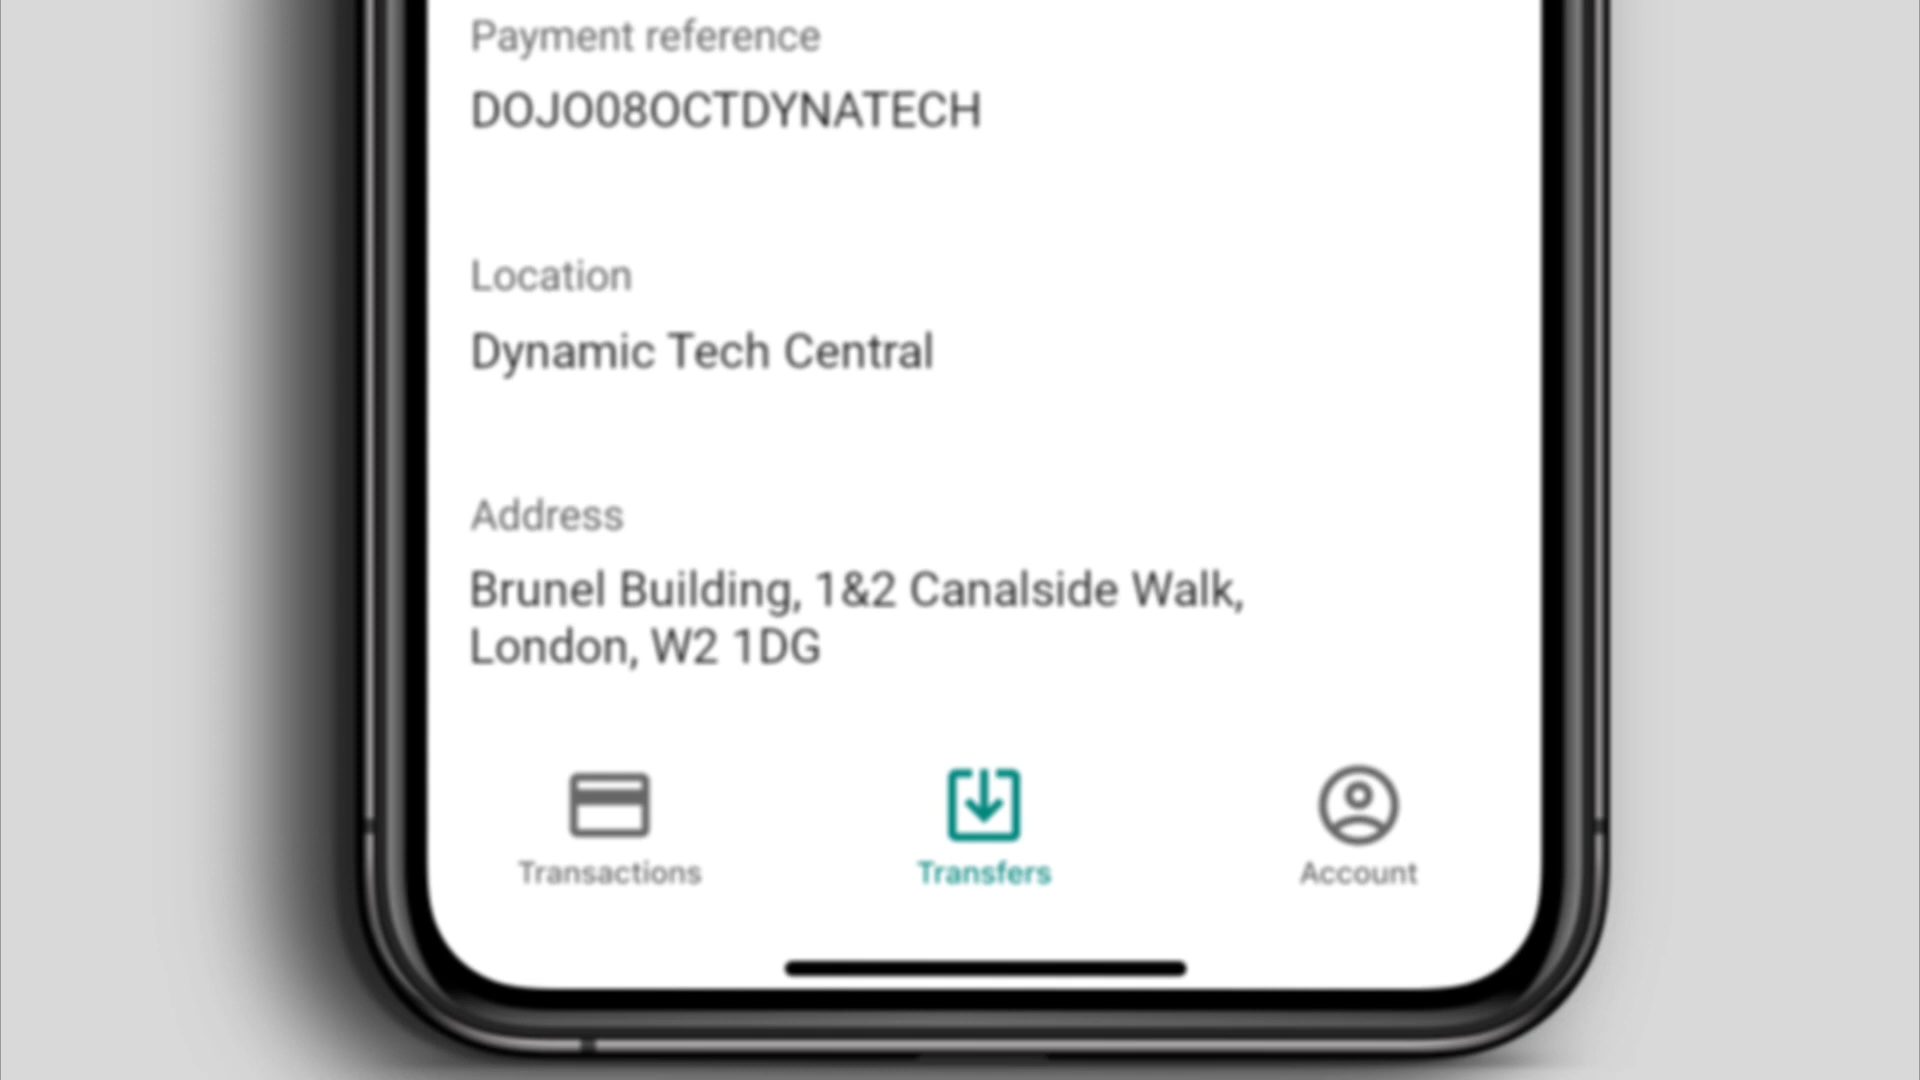 Payment reference
DOJO08OCTDYNATECH
Location
Dynamic Tech Central
Address
Brunel Building, 1&2 Canalside Walk,
London, W2 1DG
Transactions
Transfers
Account